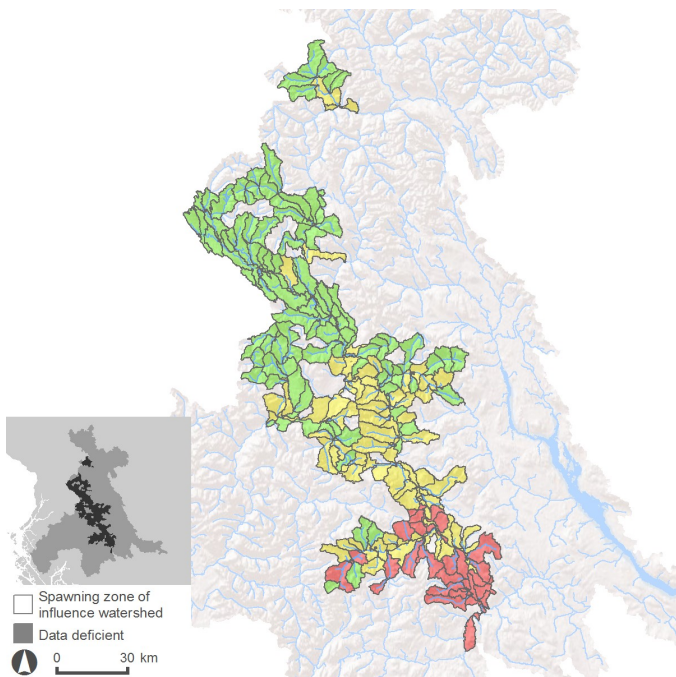 Spawning zone of
influence watershed
Data deficient
0 30 km